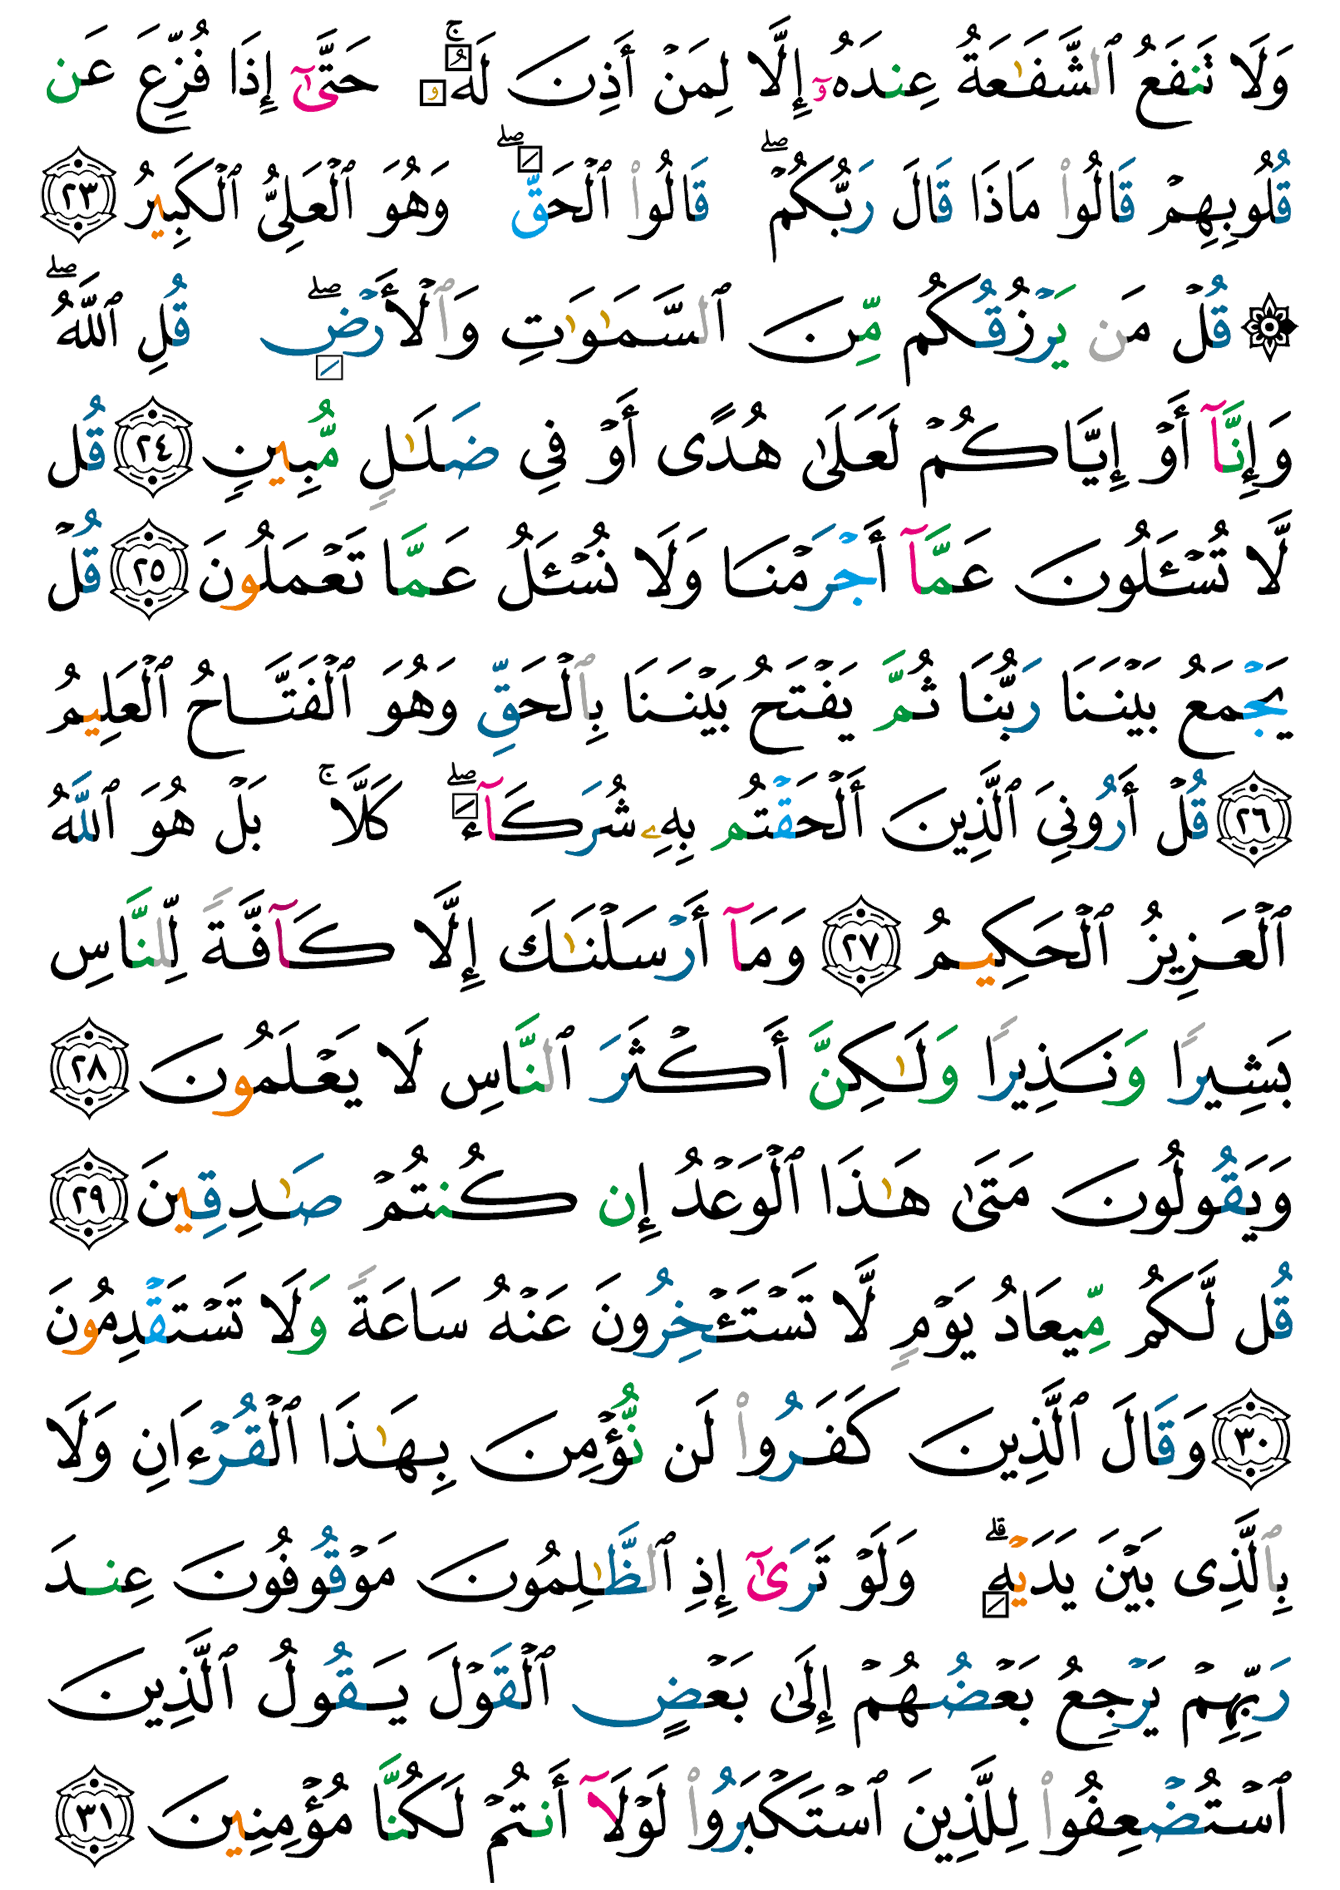 وَلَا تَنفَعُ ٱلشَّفَـٰعَةُ عِندَهُۥٓ إِلَّا لِمَنْ أَذِنَ لَهُۥ ۚ حَتَّىٰٓ إِذَا فُزِّعَ عَن
قُلُوبِهِمْ قَالُوا۟ مَاذَا قَالَ رَبُّكُمْ ۖ قَالُوا۟ ٱلْحَقَّ ۖ وَهُوَ ٱلْعَلِىُّ ٱلْكَبِيرُ ٢٣
۞ قُلْ مَن يَرْزُقُكُم مِّنَ ٱلسَّمَـٰوَٰتِ وَٱلْأَرْضِ ۖ قُلِ ٱللَّهُ ۖ
وَإِنَّآ أَوْ إِيَّاكُمْ لَعَلَىٰ هُدًى أَوْ فِى ضَلَـٰلٍ مُّبِينٍ ٢٤ قُل
لَّا تُسْـَٔلُونَ عَمَّآ أَجْرَمْنَا وَلَا نُسْـَٔلُ عَمَّا تَعْمَلُونَ ٢٥ قُلْ
يَجْمَعُ بَيْنَنَا رَبُّنَا ثُمَّ يَفْتَحُ بَيْنَنَا بِٱلْحَقِّ وَهُوَ ٱلْفَتَّاحُ ٱلْعَلِيمُ
٢٦ قُلْ أَرُونِىَ ٱلَّذِينَ أَلْحَقْتُم بِهِۦ شُرَكَآءَ ۖ كَلَّا ۚ بَلْ هُوَ ٱللَّهُ
ٱلْعَزِيزُ ٱلْحَكِيمُ ٢٧ وَمَآ أَرْسَلْنَـٰكَ إِلَّا كَآفَّةً لِّلنَّاسِ
بَشِيرًا وَنَذِيرًا وَلَـٰكِنَّ أَكْثَرَ ٱلنَّاسِ لَا يَعْلَمُونَ ٢٨
وَيَقُولُونَ مَتَىٰ هَـٰذَا ٱلْوَعْدُ إِن كُنتُمْ صَـٰدِقِينَ ٢٩
قُل لَّكُم مِّيعَادُ يَوْمٍ لَّا تَسْتَـْٔخِرُونَ عَنْهُ سَاعَةً وَلَا تَسْتَقْدِمُونَ
٣٠ وَقَالَ ٱلَّذِينَ كَفَرُوا۟ لَن نُّؤْمِنَ بِهَـٰذَا ٱلْقُرْءَانِ وَلَا
بِٱلَّذِى بَيْنَ يَدَيْهِ ۗ وَلَوْ تَرَىٰٓ إِذِ ٱلظَّـٰلِمُونَ مَوْقُوفُونَ عِندَ
رَبِّهِمْ يَرْجِعُ بَعْضُهُمْ إِلَىٰ بَعْضٍ ٱلْقَوْلَ يَقُولُ ٱلَّذِينَ
ٱسْتُضْعِفُوا۟ لِلَّذِينَ ٱسْتَكْبَرُوا۟ لَوْلَآ أَنتُمْ لَكُنَّا مُؤْمِنِينَ ٣١